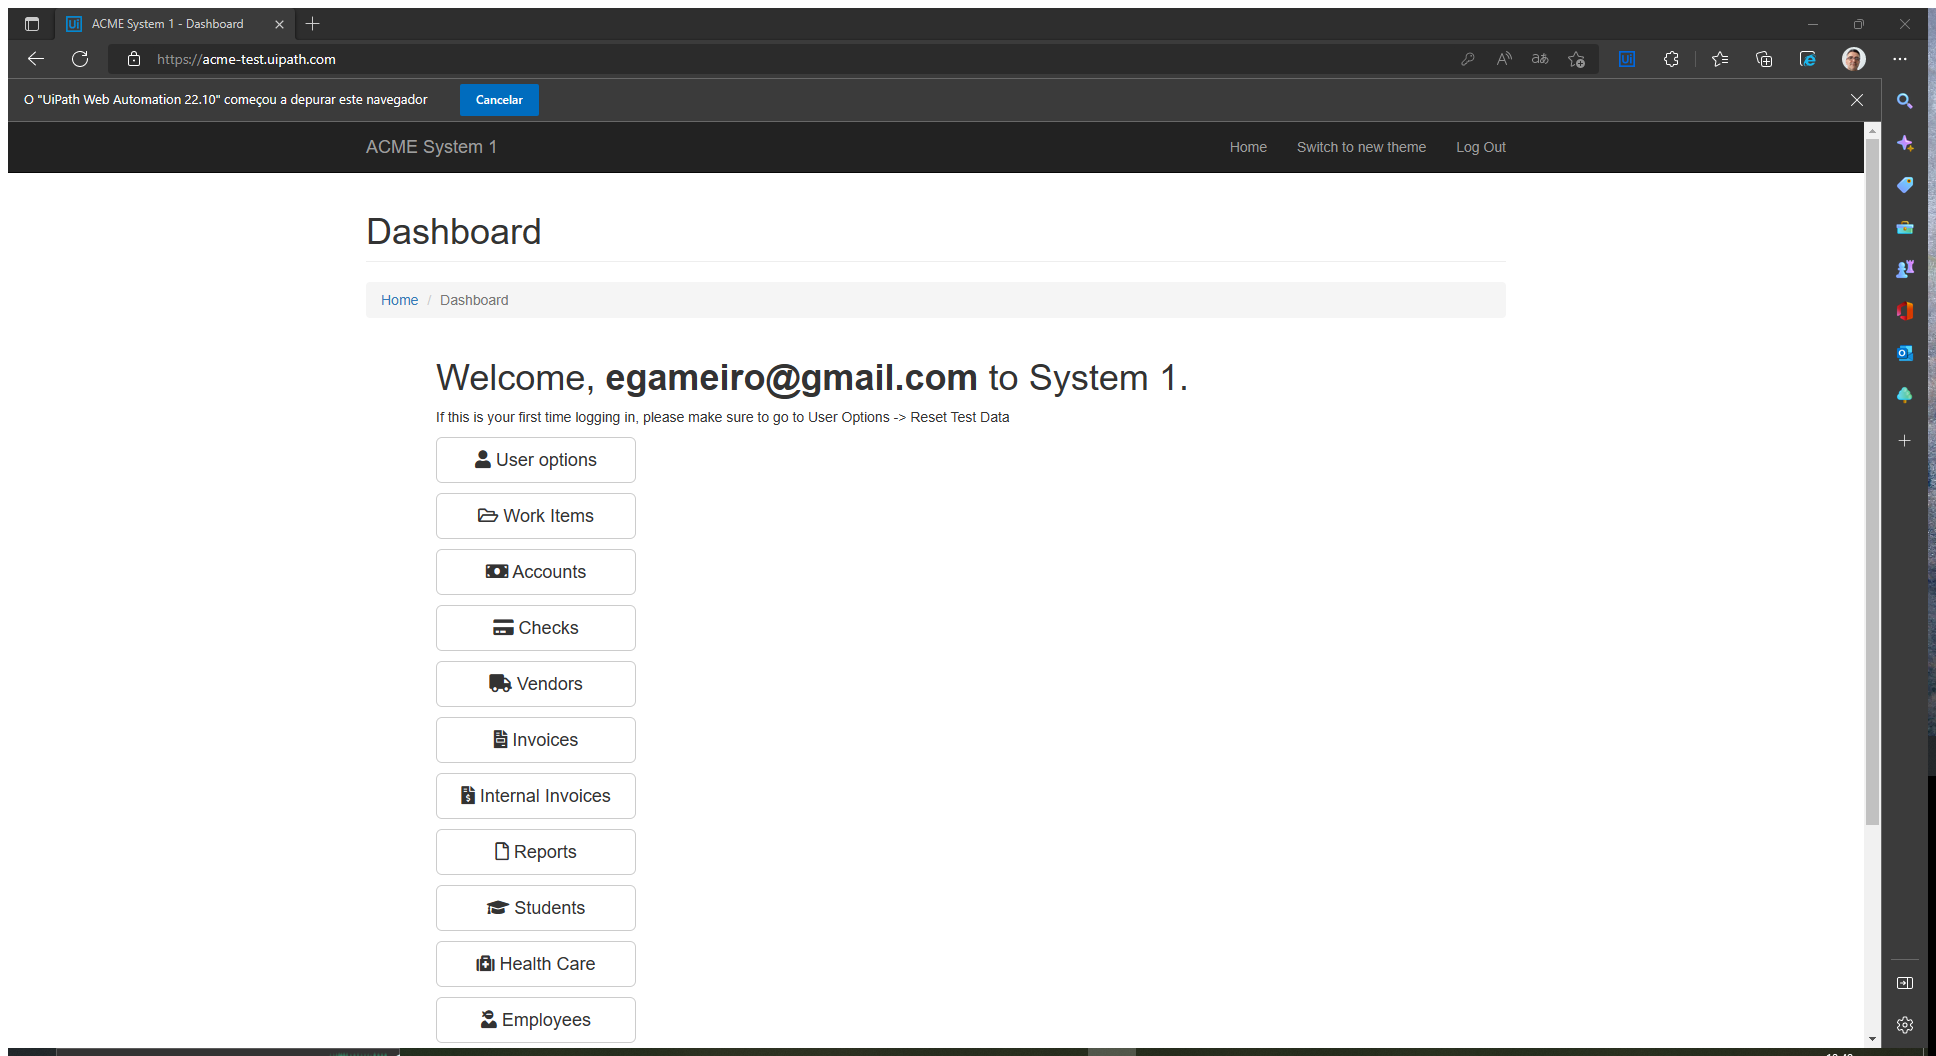 ACME System 1 - Dashboard
https://acme-test.uipath.com
O "UiPath Web Automation 22.10" começou a depurar este navegador
Cancelar
ACME System 1
Home
Switch to new theme
Log Out
Dashboard
Home / Dashboard
Welcome, egameiro@gmail.com to System 1.
If this is your first time logging in, please make sure to go to User Options -> Reset Test Data
User options
Work Items
Accounts
Checks
Vendors
Invoices
Internal Invoices
Reports
Students
Health Care
Employees